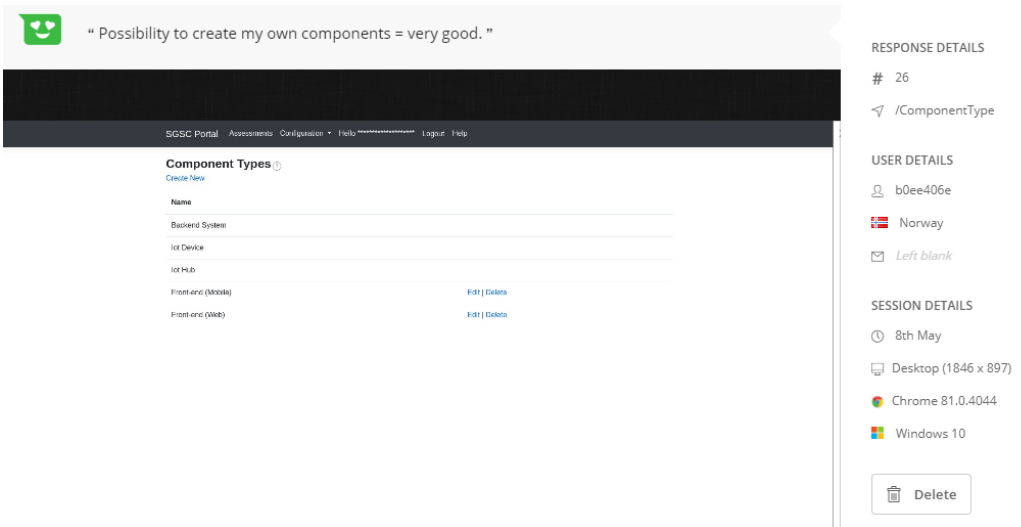 “ Possibility to create my own components = very good. ”
SGSC Portal Assessments Configuration Hello ******************** Logout Help
Component Types ?
Create New
Name
Backend System
Iot Device
Iot Hub
Front-end (Mobile) Edit | Delete
Front-end (Web) Edit | Delete
RESPONSE DETAILS
# 26
/ComponentType
USER DETAILS
b0ee406e
Norway
Left blank
SESSION DETAILS
8th May
Desktop (1846 x 897)
Chrome 81.0.4044
Windows 10
Delete